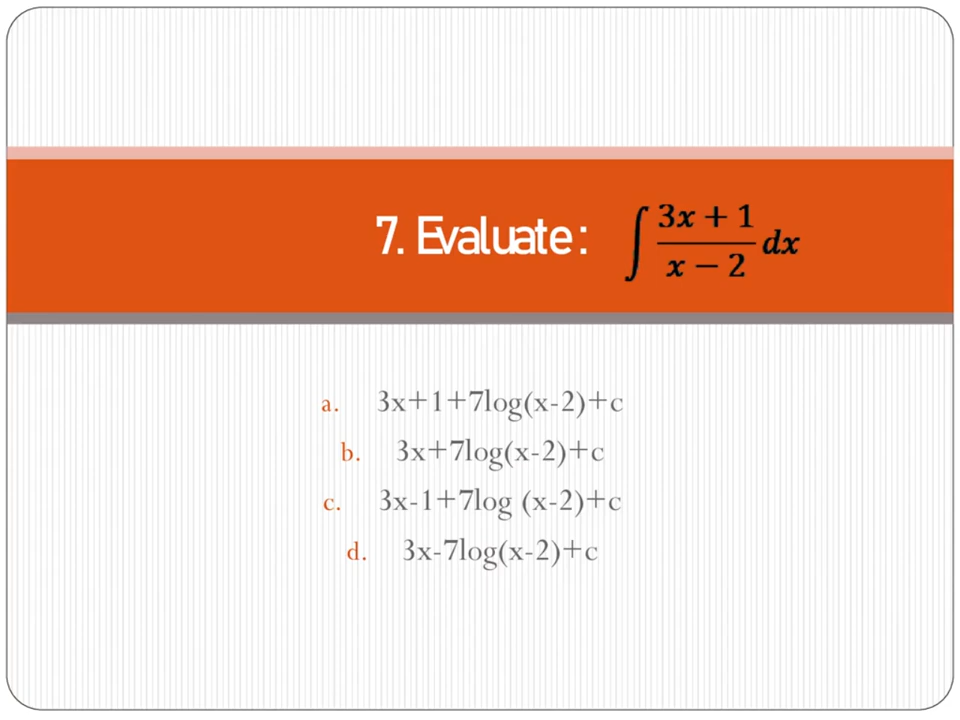 7. Evaluate : ∫ (3x + 1)/(x − 2) dx
a. 3x+1+7log(x-2)+c
b. 3x+7log(x-2)+c
c. 3x-1+7log (x-2)+c
d. 3x-7log(x-2)+c